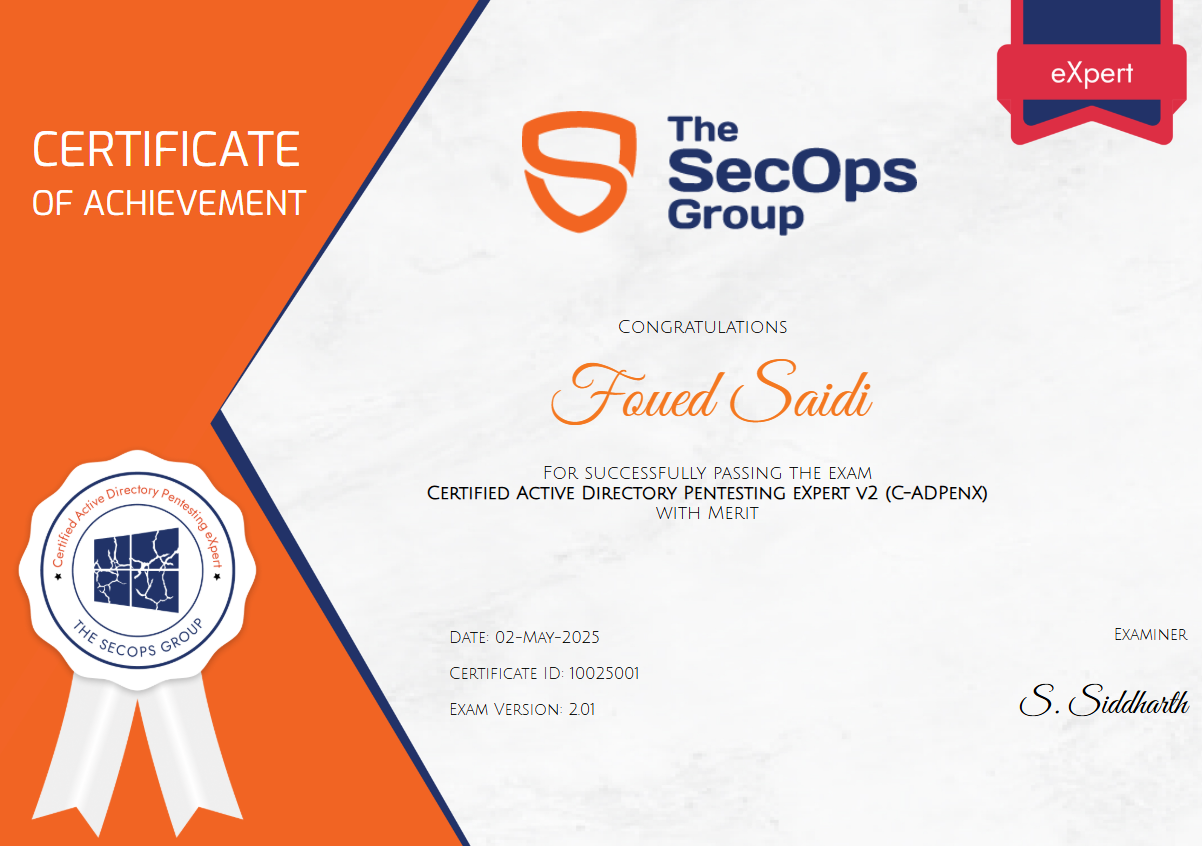 eXpert
CERTIFICATE
OF ACHIEVEMENT
The
SecOps
Group
Congratulations
Foued Saidi
For successfully passing the exam
Certified Active Directory Pentesting eXpert v2 (C-ADPenX)
with Merit
Certified Active Directory Pentesting eXpert
THE SECOPS GROUP
Date: 02-May-2025
Certificate ID: 10025001
Exam Version: 2.01
Examiner
S. Siddharth